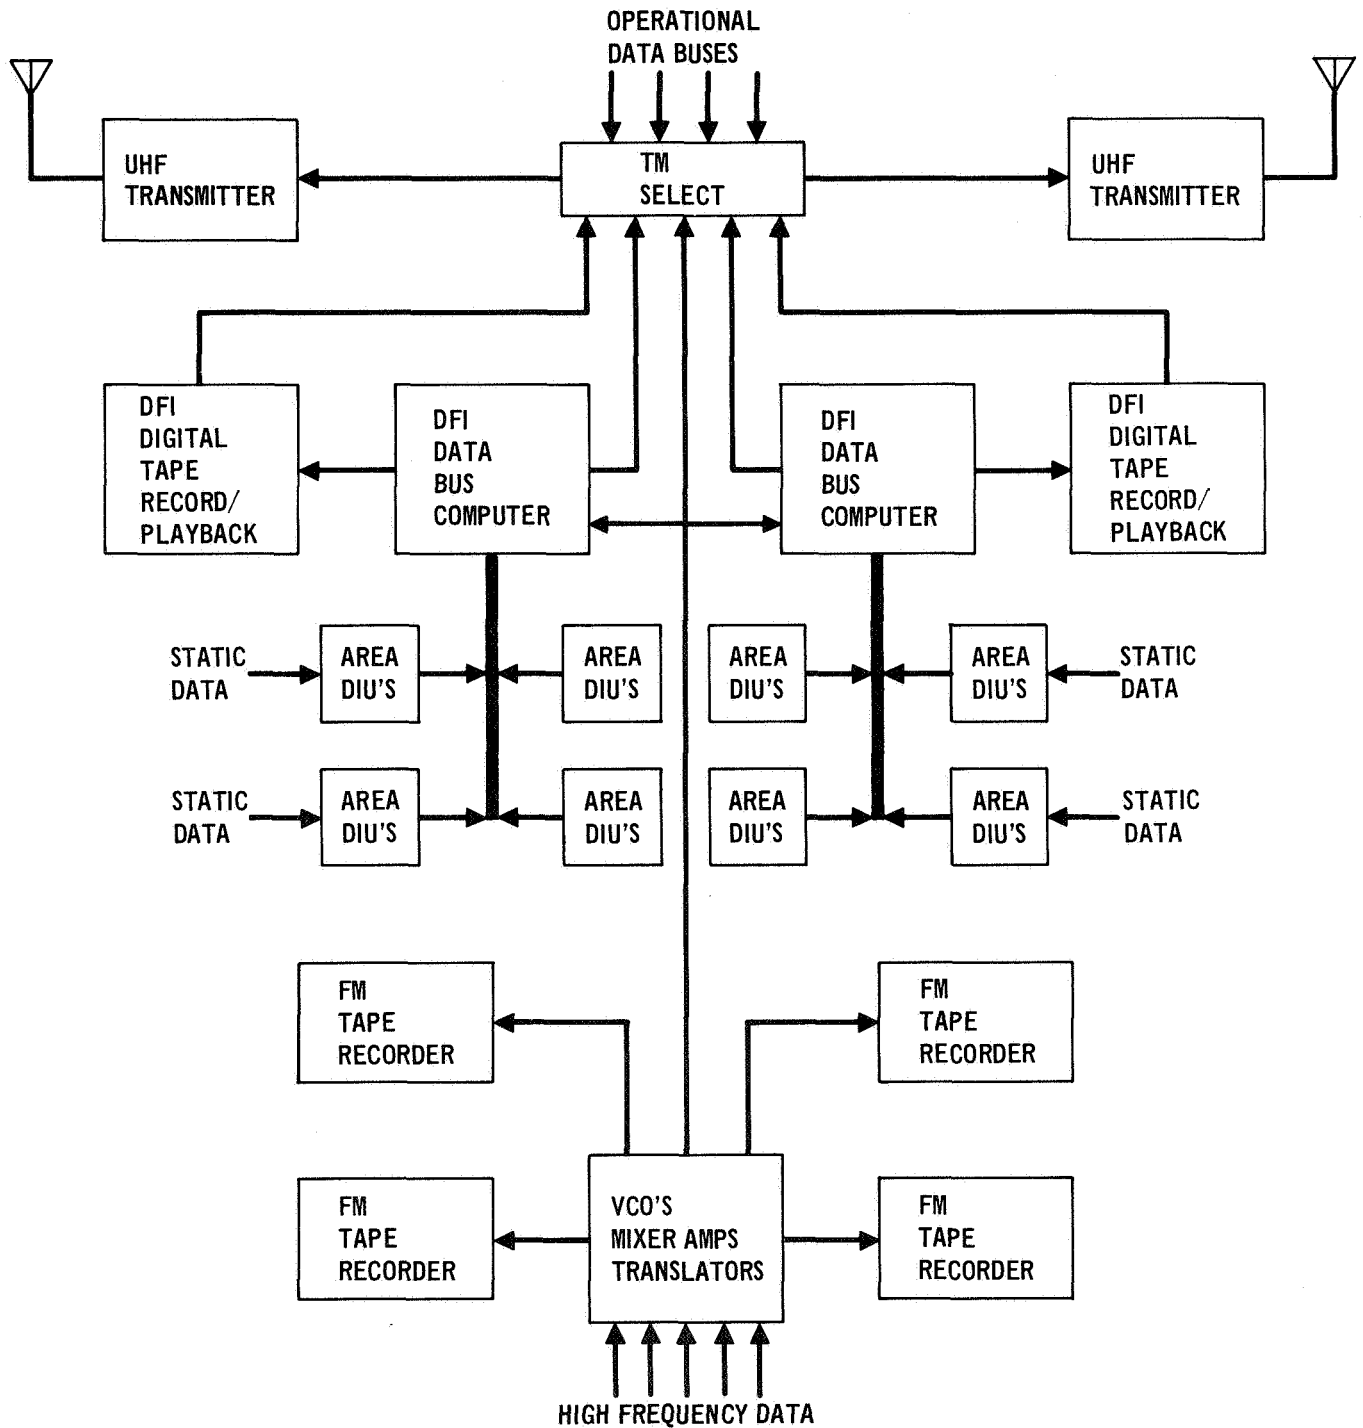 OPERATIONAL
DATA BUSES
UHF
TRANSMITTER
TM
SELECT
UHF
TRANSMITTER
DFI
DIGITAL
TAPE
RECORD/
PLAYBACK
DFI
DATA
BUS
COMPUTER
DFI
DATA
BUS
COMPUTER
DFI
DIGITAL
TAPE
RECORD/
PLAYBACK
STATIC
DATA
AREA
DIU'S
AREA
DIU'S
AREA
DIU'S
AREA
DIU'S
STATIC
DATA
STATIC
DATA
AREA
DIU'S
AREA
DIU'S
AREA
DIU'S
AREA
DIU'S
STATIC
DATA
FM
TAPE
RECORDER
FM
TAPE
RECORDER
FM
TAPE
RECORDER
VCO'S
MIXER AMPS
TRANSLATORS
FM
TAPE
RECORDER
HIGH FREQUENCY DATA